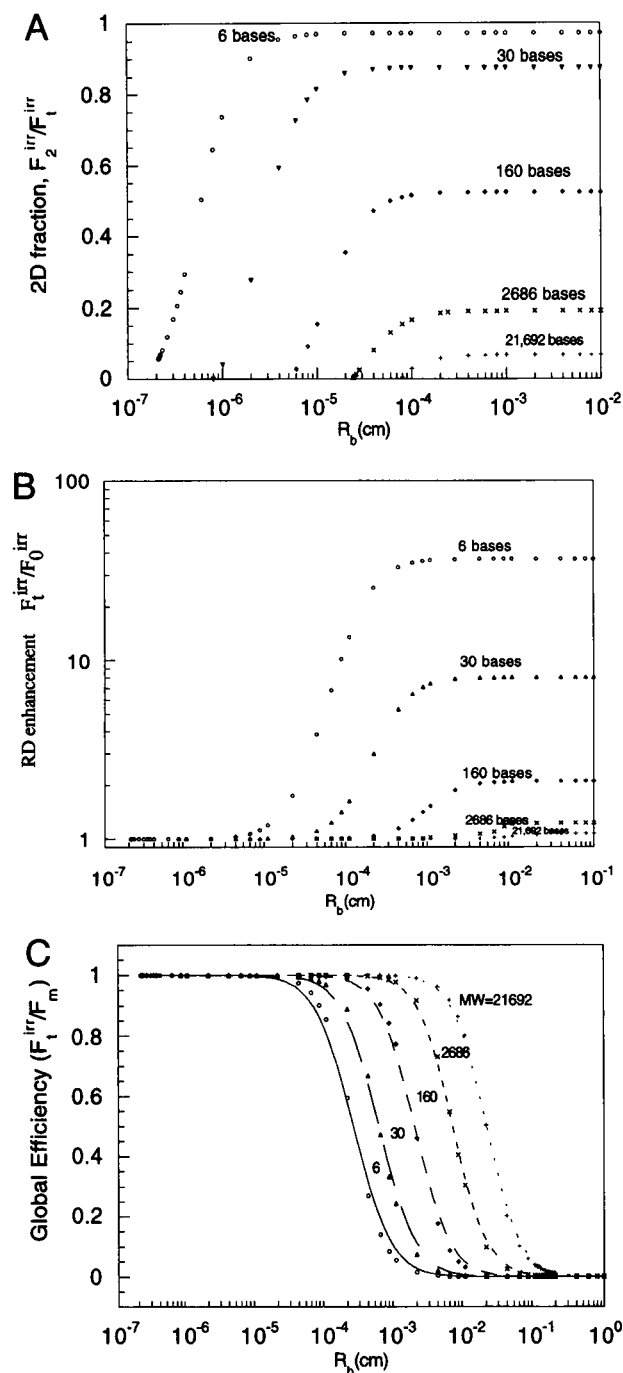 A
2D fraction, F₂ⁱʳʳ/Fₜⁱʳʳ
1
0.8
0.6
0.4
0.2
0
6 bases
30 bases
160 bases
2686 bases
21,692 bases
10⁻⁷ 10⁻⁶ 10⁻⁵ 10⁻⁴ 10⁻³ 10⁻²
R_b(cm)
B
RD enhancement Fₜⁱʳʳ/F₀ⁱʳʳ
100
10
1
6 bases
30 bases
160 bases
2686 bases
21,692 bases
10⁻⁷ 10⁻⁶ 10⁻⁵ 10⁻⁴ 10⁻³ 10⁻² 10⁻¹
R_b(cm)
C
Global Efficiency (Fₜⁱʳʳ/Fₘ)
1
0.8
0.6
0.4
0.2
0
MW=21692
2686
160
30
6
10⁻⁷ 10⁻⁶ 10⁻⁵ 10⁻⁴ 10⁻³ 10⁻² 10⁻¹ 10⁰
R_b(cm)